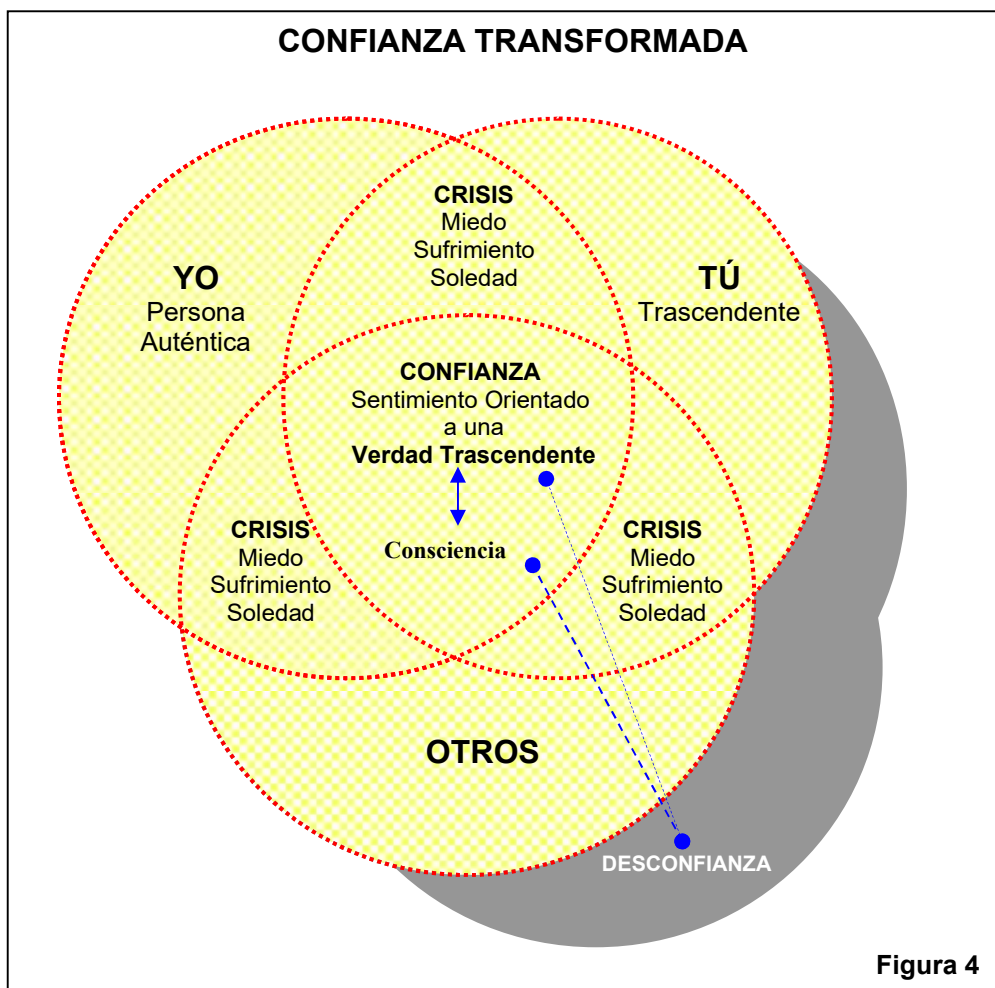 CONFIANZA TRANSFORMADA
CRISIS
Miedo
Sufrimiento
Soledad
YO
Persona
Auténtica
TÚ
Trascendente
CONFIANZA
Sentimiento Orientado
a una
Verdad Trascendente
Consciencia
CRISIS
Miedo
Sufrimiento
Soledad
CRISIS
Miedo
Sufrimiento
Soledad
OTROS
DESCONFIANZA
Figura 4